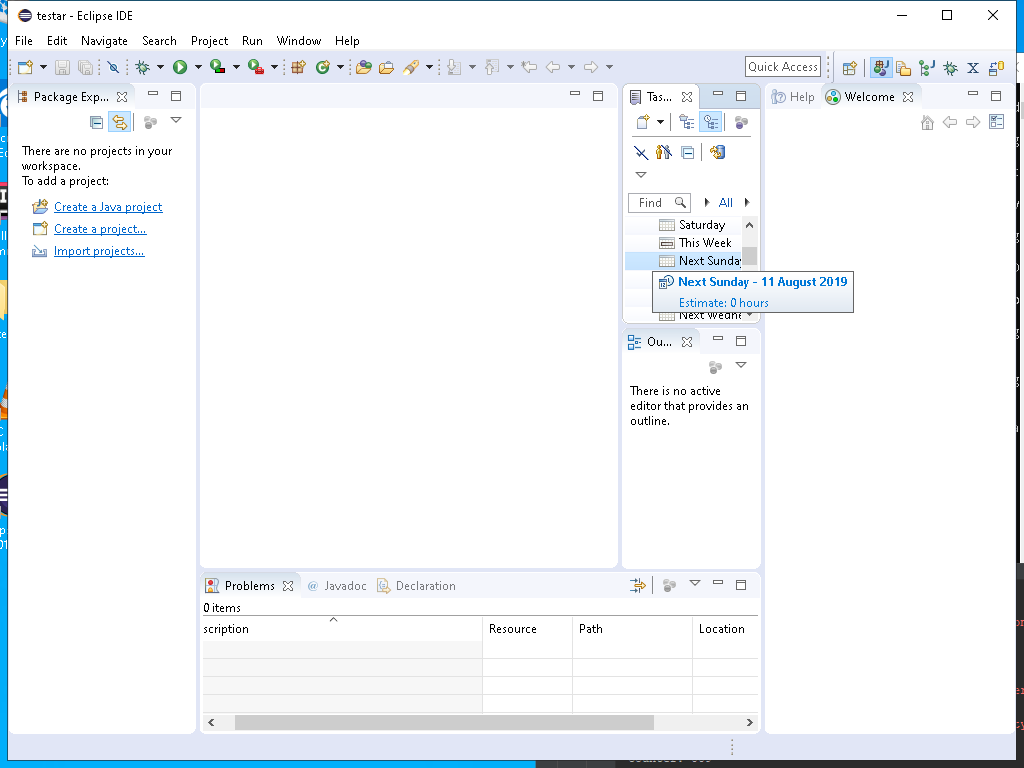 testar - Eclipse IDE
File Edit Navigate Search Project Run Window Help
Quick Access
Package Exp...
There are no projects in your
workspace.
To add a project:
Create a Java project
Create a project...
Import projects...
Tas...
Find
All
Saturday
This Week
Next Sunday
Next Sunday - 11 August 2019
Estimate: 0 hours
Next Wedne
Ou...
There is no active
editor that provides an
outline.
Help
Welcome
Problems
@ Javadoc
Declaration
0 items
scription
Resource
Path
Location